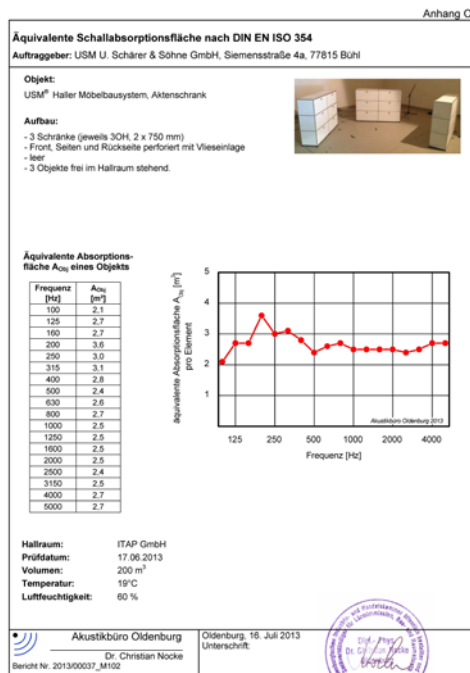 Anhang C
Äquivalente Schallabsorptionsfläche nach DIN EN ISO 354
Auftraggeber: USM U. Schärer & Söhne GmbH, Siemensstraße 4a, 77815 Bühl
Objekt:
USM® Haller Möbelbausystem, Aktenschrank
Aufbau:
- 3 Schränke (jeweils 3OH, 2 x 750 mm)
- Front, Seiten und Rückseite perforiert mit Vlieseinlage
- leer
- 3 Objekte frei im Hallraum stehend.
Äquivalente Absorptions-
fläche AObj eines Objekts
Frequenz AObj
[Hz] [m²]
100 2,1
125 2,7
160 2,7
200 3,6
250 3,0
315 3,1
400 2,8
500 2,4
630 2,6
800 2,7
1000 2,5
1250 2,5
1600 2,5
2000 2,5
2500 2,4
3150 2,5
4000 2,7
5000 2,7
äquivalente Absorptionsfläche AObj [m²]
pro Element
5
4
3
2
1
Akustikbüro Oldenburg 2013
125 250 500 1000 2000 4000
Frequenz [Hz]
Hallraum: ITAP GmbH
Prüfdatum: 17.06.2013
Volumen: 200 m³
Temperatur: 19°C
Luftfeuchtigkeit: 60 %
Akustikbüro Oldenburg
Dr. Christian Nocke
Bericht Nr. 2013/00037_M102
Oldenburg, 16. Juli 2013
Unterschrift:
Dipl.-Phys.
Dr. Christian Nocke